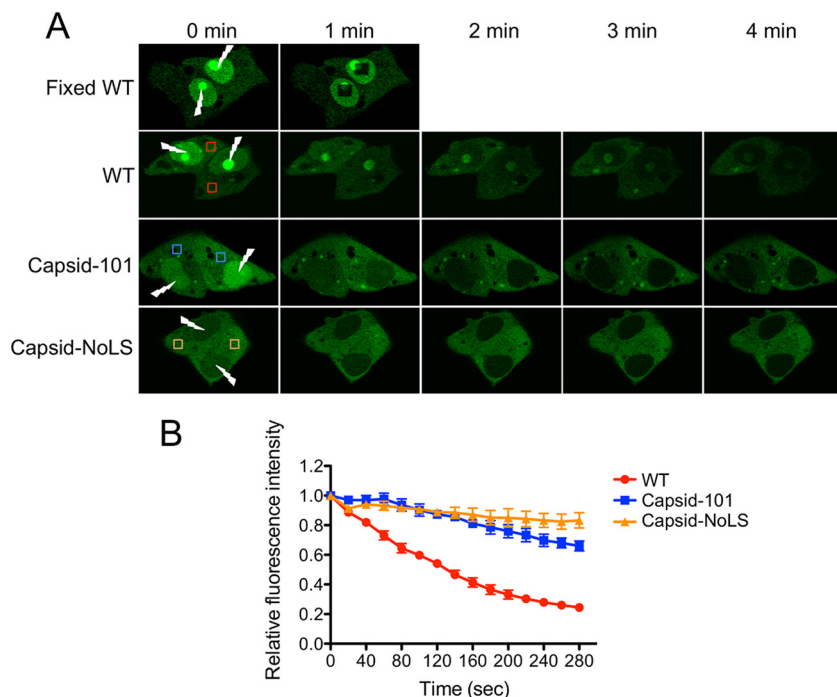 A
0 min 1 min 2 min 3 min 4 min
Fixed WT
WT
Capsid-101
Capsid-NoLS
B
Relative fluorescence intensity
1.2
1.0
0.8
0.6
0.4
0.2
0.0
0 40 80 120 160 200 240 280
Time (sec)
WT
Capsid-101
Capsid-NoLS